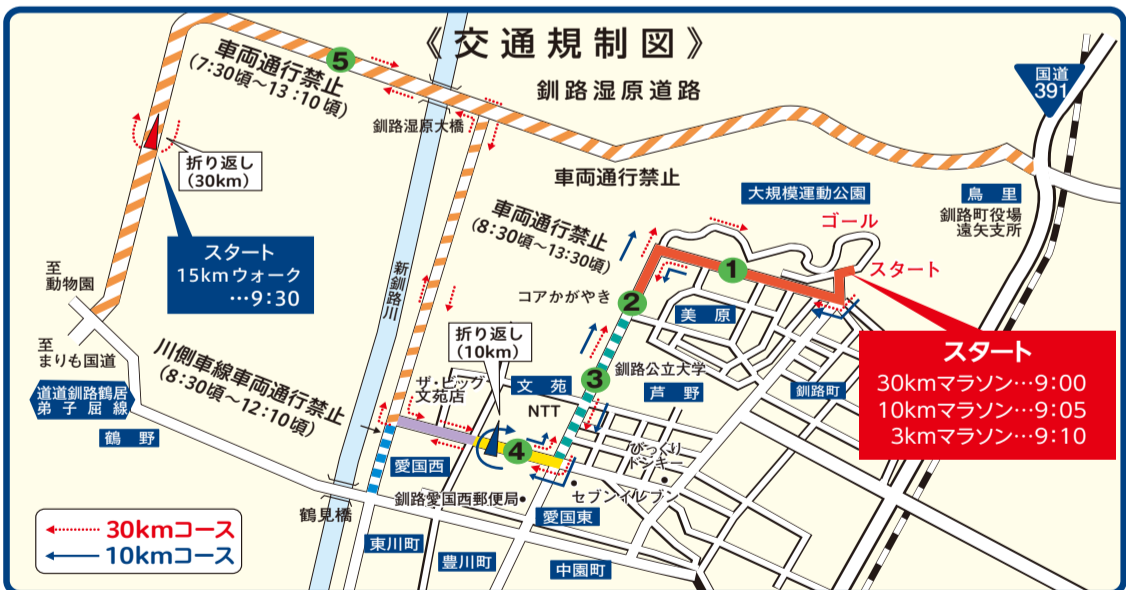 《交通規制図》
釧路湿原道路
国道
391
5
車両通行禁止
(7:30頃～13:10頃)
釧路湿原大橋
折り返し
(30km)
車両通行禁止
大規模運動公園
鳥里
釧路町役場
遠矢支所
ゴール
スタート
スタート
15kmウォーク
…9:30
車両通行禁止
(8:30頃～13:30頃)
新釧路川
1
コアかがやき
2
美原
至
動物園
至
まりも国道
道道釧路鶴居
弟子屈線
鶴野
川側車線車両通行禁止
(8:30頃～12:10頃)
折り返し
(10km)
ザ・ビッグ
文苑店
文苑
3
釧路公立大学
芦野
釧路町
NTT
スタート
30kmマラソン…9:00
10kmマラソン…9:05
3kmマラソン…9:10
4
愛国西
びっくり
ドンキー
セブンイレブン
釧路愛国西郵便局
愛国東
鶴見橋
東川町
豊川町
中園町
30kmコース
10kmコース